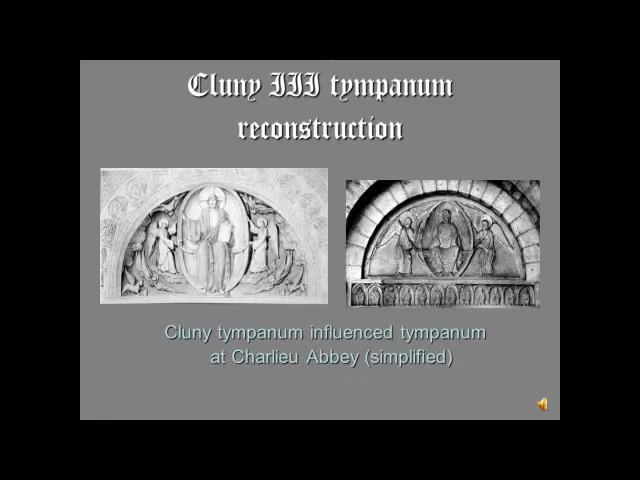 Cluny III tympanum
reconstruction
Cluny tympanum influenced tympanum
at Charlieu Abbey (simplified)